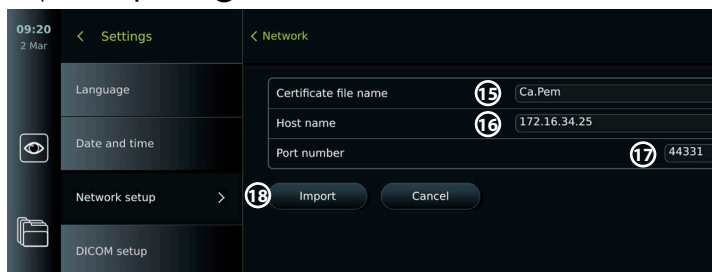 09:20
2 Mar
Settings
Network
Language
Date and time
Network setup
DICOM setup
Certificate file name 15 Ca.Pem
Host name 16 172.16.34.25
Port number 17 44331
18 Import Cancel